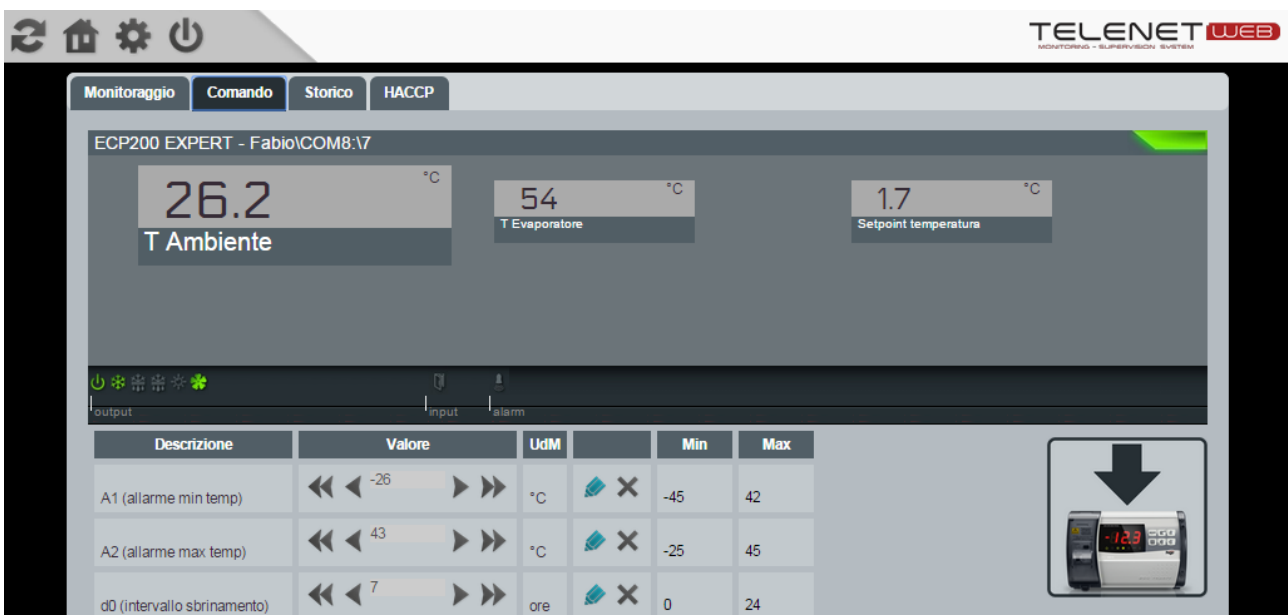 TELENET WEB
MONITORING - SUPERVISION SYSTEM
Monitoraggio Comando Storico HACCP
ECP200 EXPERT - Fabio\COM8:\7
26.2 °C 54 °C 1.7 °C
T Ambiente T Evaporatore Setpoint temperatura
output input alarm
Descrizione Valore UdM Min Max
A1 (allarme min temp) -26 °C -45 42
A2 (allarme max temp) 43 °C -25 45
d0 (intervallo sbrinamento) 7 ore 0 24
-12.3